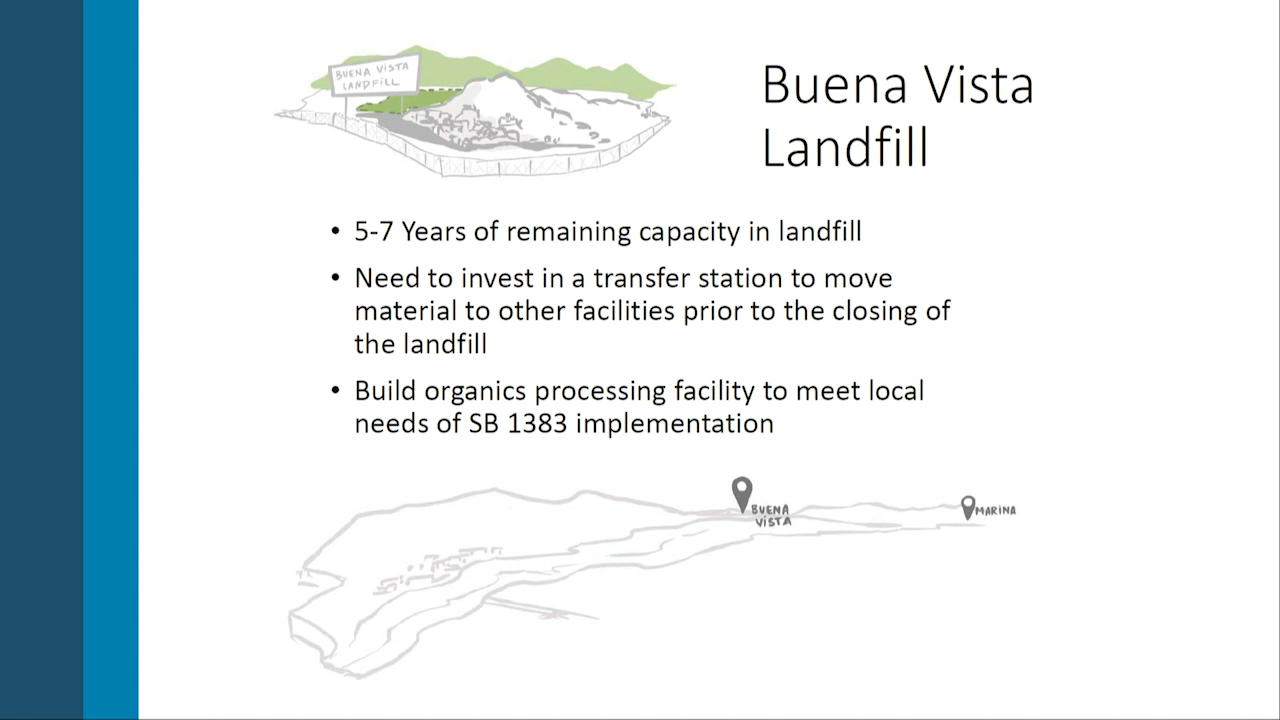 BUENA VISTA
LANDFILL
Buena Vista
Landfill
• 5-7 Years of remaining capacity in landfill
• Need to invest in a transfer station to move
material to other facilities prior to the closing of
the landfill
• Build organics processing facility to meet local
needs of SB 1383 implementation
BUENA
VISTA
MARINA